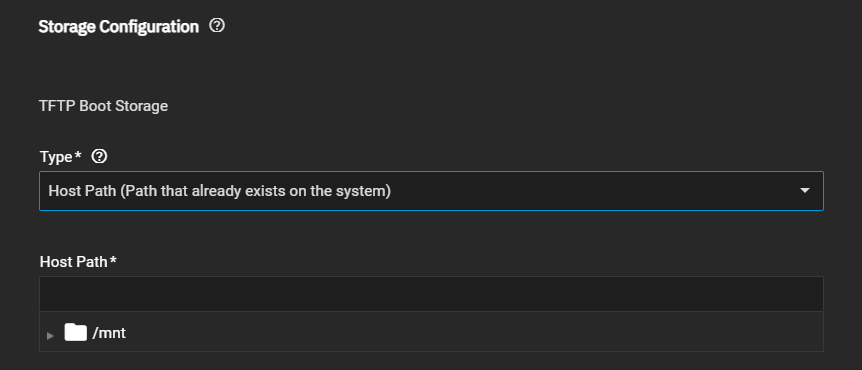 Storage Configuration
TFTP Boot Storage
Type*
Host Path (Path that already exists on the system)
Host Path*
/mnt